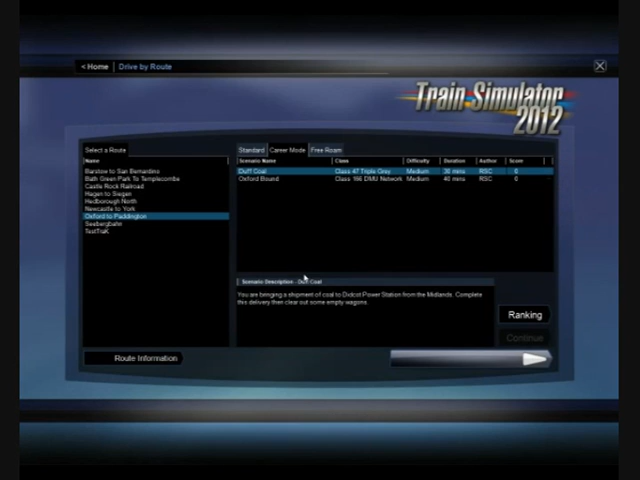 < Home | Drive by Route
Train Simulator
2012
Select a Route
Name
Barstow to San Bernardino
Bath Green Park To Templecombe
Castle Rock Railroad
Hagen to Siegen
Hedborough North
Newcastle to York
Oxford to Paddington
Seebergbahn
TestTrak
Standard Career Mode Free Roam
Scenario Name Class Difficulty Duration Author Score
Duff Coal Class 47 Triple Grey Medium 30 mins RSC 0
Oxford Bound Class 166 DMU Network Medium 40 mins RSC 0
Scenario Description - Duff Coal
You are bringing a shipment of coal to Didcot Power Station from the Midlands. Complete
this delivery then clear out some empty wagons.
Ranking
Continue
Route Information